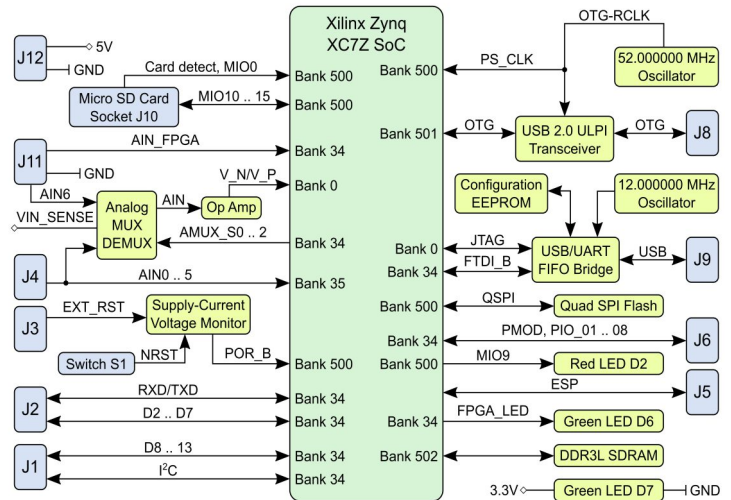 Xilinx Zynq
XC7Z SoC
J12
5V
GND
Card detect, MIO0
Bank 500
Micro SD Card
Socket J10
MIO10 .. 15
Bank 500
J11
AIN_FPGA
Bank 34
GND
AIN6
V_N/V_P
Bank 0
VIN_SENSE
Analog
MUX
DEMUX
AIN
Op Amp
AMUX_S0 .. 2
Bank 34
J4
AIN0 .. 5
Bank 35
J3
EXT_RST
Supply-Current
Voltage Monitor
Switch S1
NRST
POR_B
Bank 500
J2
RXD/TXD
Bank 34
D2 .. D7
Bank 34
J1
D8 .. 13
Bank 34
I²C
Bank 34
OTG-RCLK
Bank 500
PS_CLK
52.000000 MHz
Oscillator
Bank 501
OTG
USB 2.0 ULPI
Transceiver
OTG
J8
Configuration
EEPROM
12.000000 MHz
Oscillator
Bank 0
JTAG
Bank 34
FTDI_B
USB/UART
FIFO Bridge
USB
J9
Bank 500
QSPI
Quad SPI Flash
Bank 34
PMOD, PIO_01 .. 08
J6
Bank 500
MIO9
Red LED D2
ESP
J5
Bank 34
FPGA_LED
Green LED D6
Bank 502
DDR3L SDRAM
3.3V
Green LED D7
GND